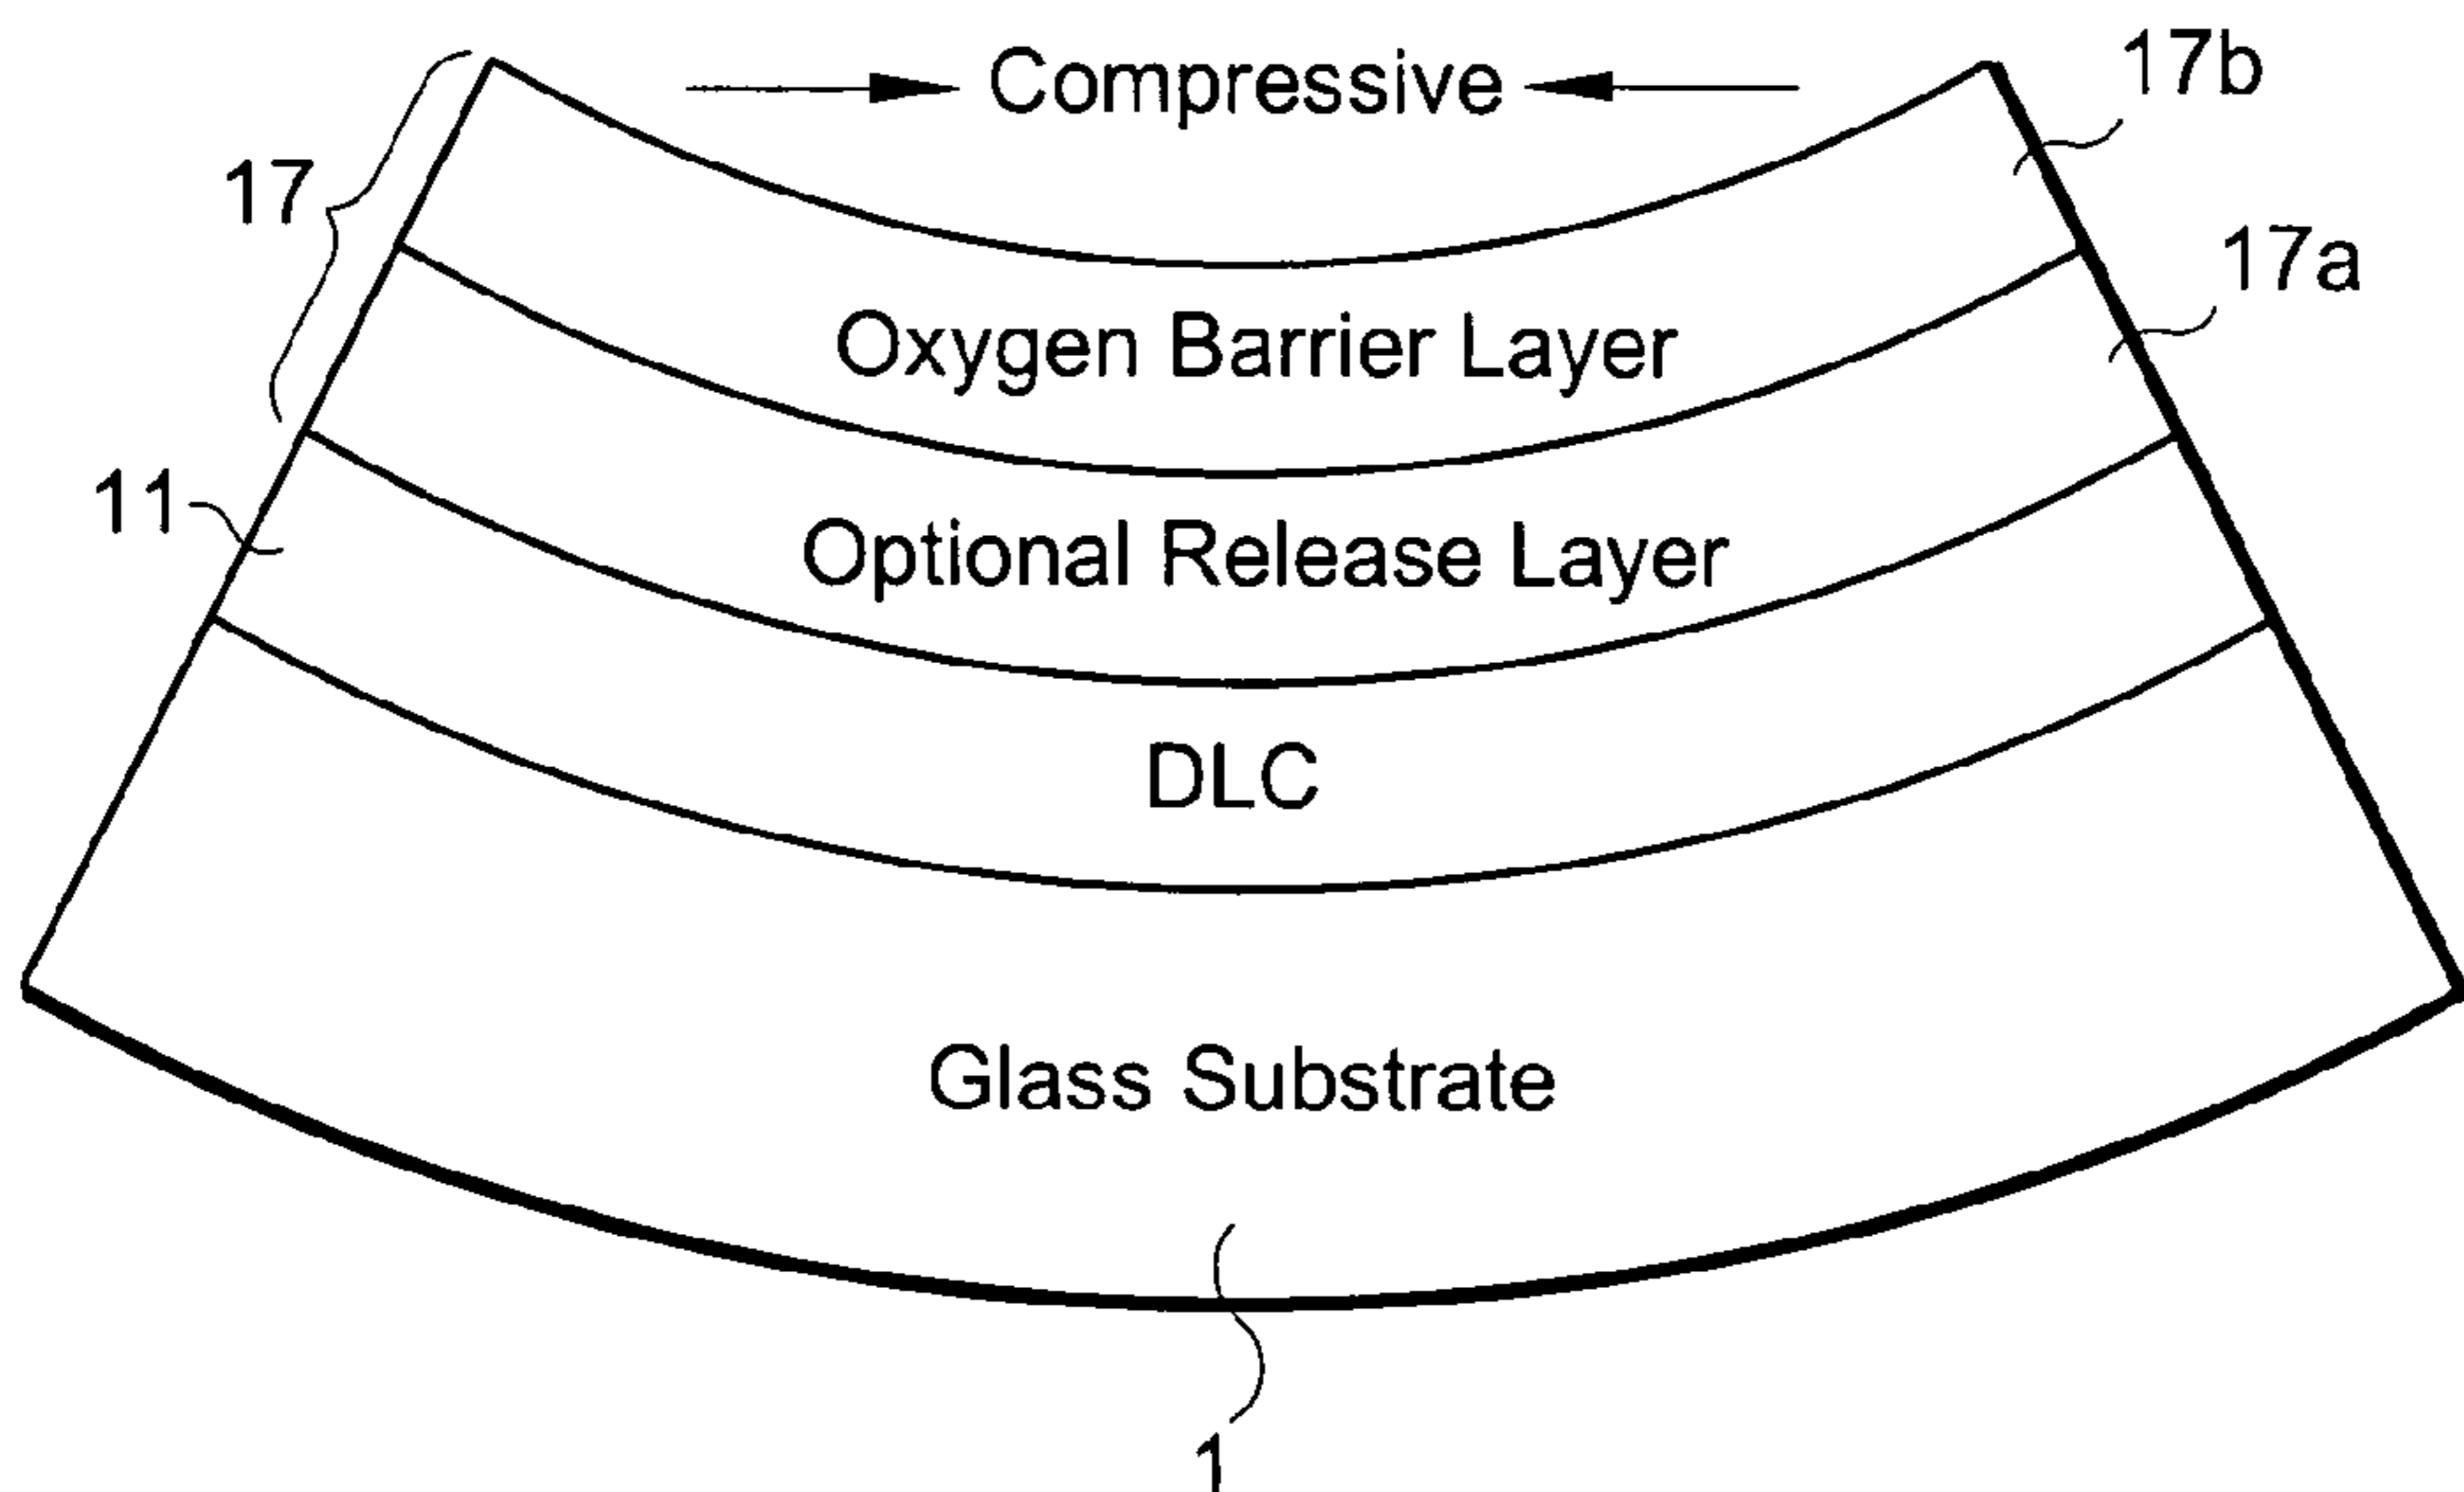 Compressive
17b
17
17a
Oxygen Barrier Layer
11
Optional Release Layer
DLC
Glass Substrate
1